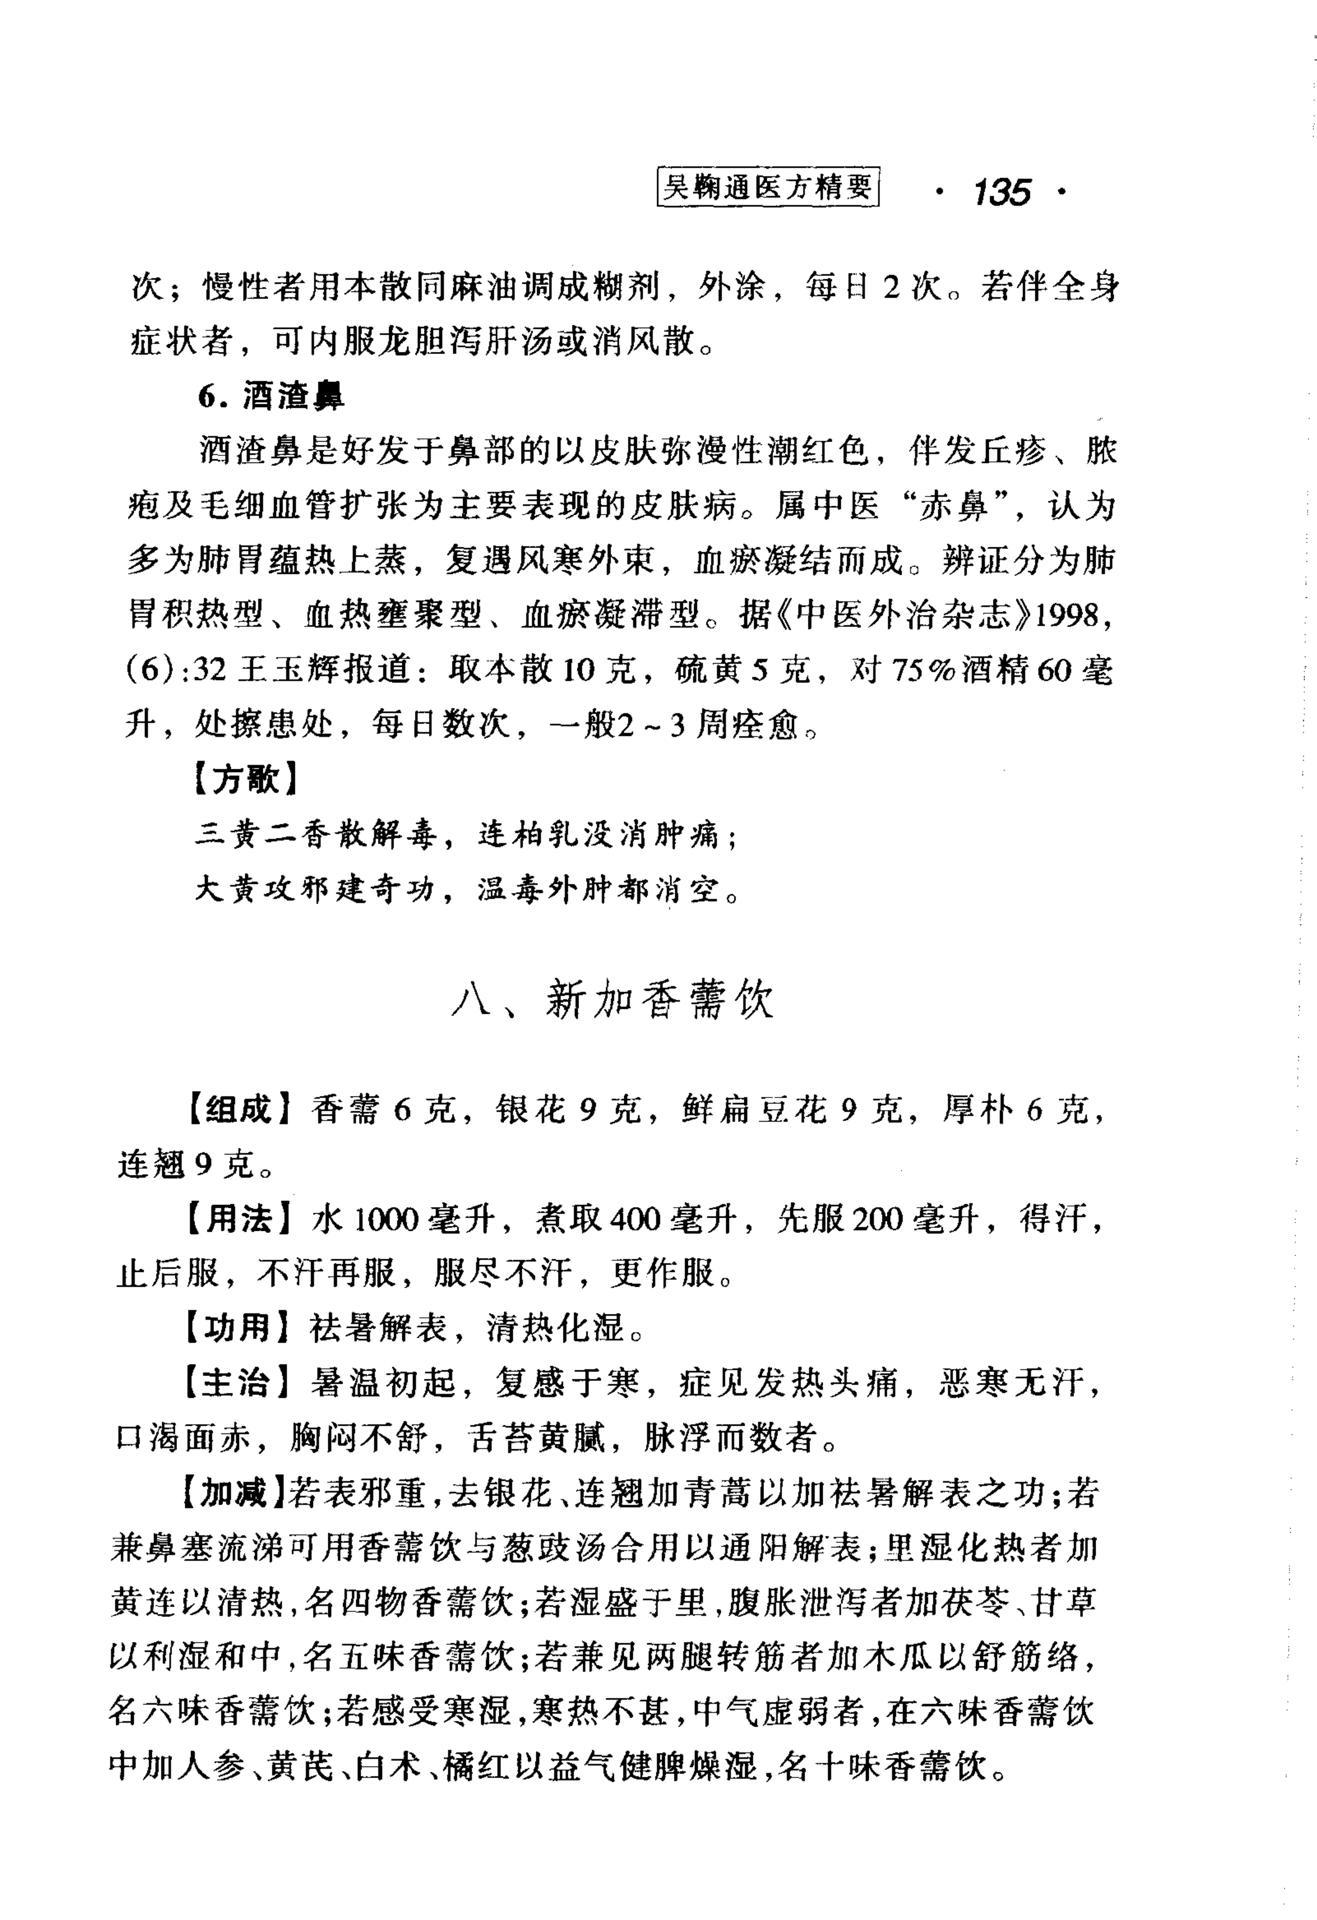 吴鞠通医方精要 · 135 ·
次；慢性者用本散同麻油调成糊剂，外涂，每日2次。若伴全身
症状者，可内服龙胆泻肝汤或消风散。
6. 酒渣鼻
酒渣鼻是好发于鼻部的以皮肤弥漫性潮红色，伴发丘疹、脓
疱及毛细血管扩张为主要表现的皮肤病。属中医“赤鼻”，认为
多为肺胃蕴热上蒸，复遇风寒外束，血瘀凝结而成。辨证分为肺
胃积热型、血热壅聚型、血瘀凝滞型。据《中医外治杂志》1998，
(6):32王玉辉报道：取本散10克，硫黄5克，对75%酒精60毫
升，处擦患处，每日数次，一般2~3周痊愈。
【方歌】
三黄二香散解毒，连柏乳没消肿痛；
大黄攻邪建奇功，温毒外肿都消空。
八、新加香薷饮
【组成】香薷6克，银花9克，鲜扁豆花9克，厚朴6克，
连翘9克。
【用法】水1000毫升，煮取400毫升，先服200毫升，得汗，
止后服，不汗再服，服尽不汗，更作服。
【功用】祛暑解表，清热化湿。
【主治】暑温初起，复感于寒，症见发热头痛，恶寒无汗，
口渴面赤，胸闷不舒，舌苔黄腻，脉浮而数者。
【加减】若表邪重，去银花、连翘加青蒿以加祛暑解表之功；若
兼鼻塞流涕可用香薷饮与葱豉汤合用以通阳解表；里湿化热者加
黄连以清热，名四物香薷饮；若湿盛于里，腹胀泄泻者加茯苓、甘草
以利湿和中，名五味香薷饮；若兼见两腿转筋者加木瓜以舒筋络，
名六味香薷饮；若感受寒湿，寒热不甚，中气虚弱者，在六味香薷饮
中加人参、黄芪、白术、橘红以益气健脾燥湿，名十味香薷饮。